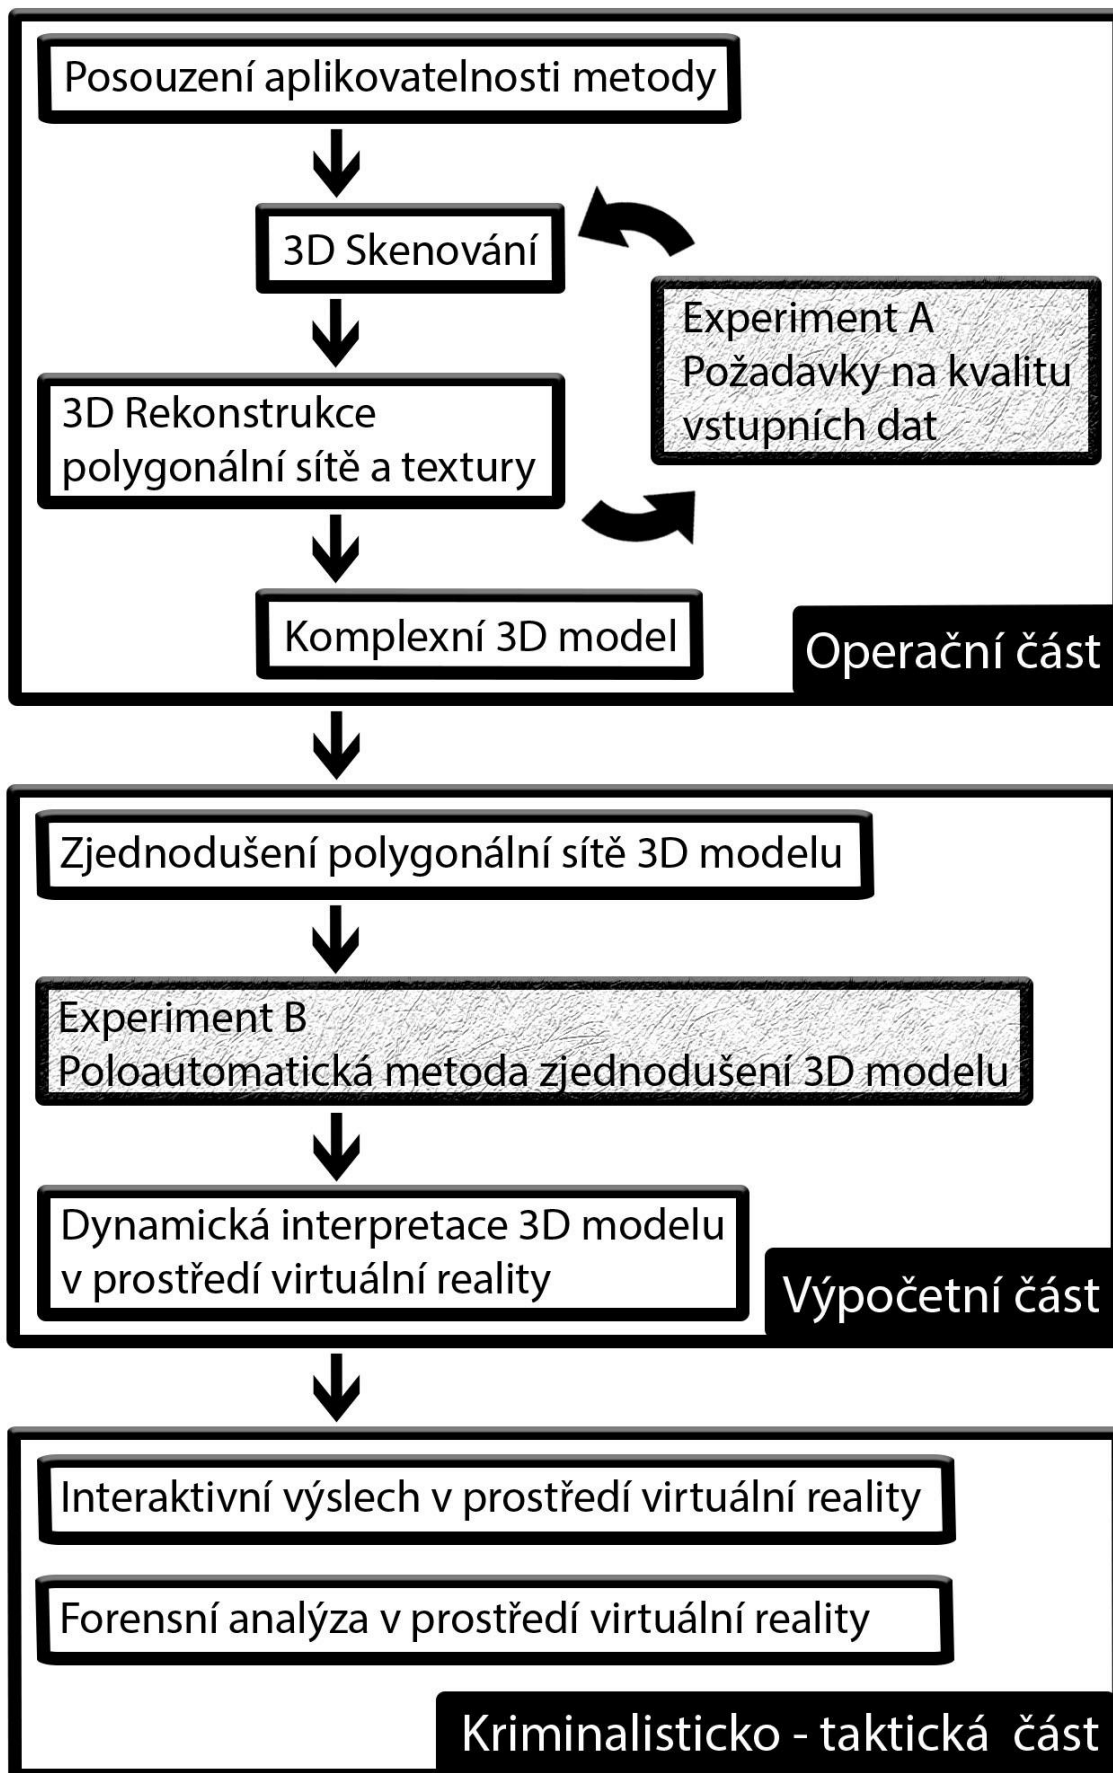 Posouzení aplikovatelnosti metody
3D Skenování
Experiment A
Požadavky na kvalitu
vstupních dat
3D Rekonstrukce
polygonální sítě a textury
Komplexní 3D model
Operační část
Zjednodušení polygonální sítě 3D modelu
Experiment B
Poloautomatická metoda zjednodušení 3D modelu
Dynamická interpretace 3D modelu
v prostředí virtuální reality
Výpočetní část
Interaktivní výslech v prostředí virtuální reality
Forensní analýza v prostředí virtuální reality
Kriminalisticko - taktická část